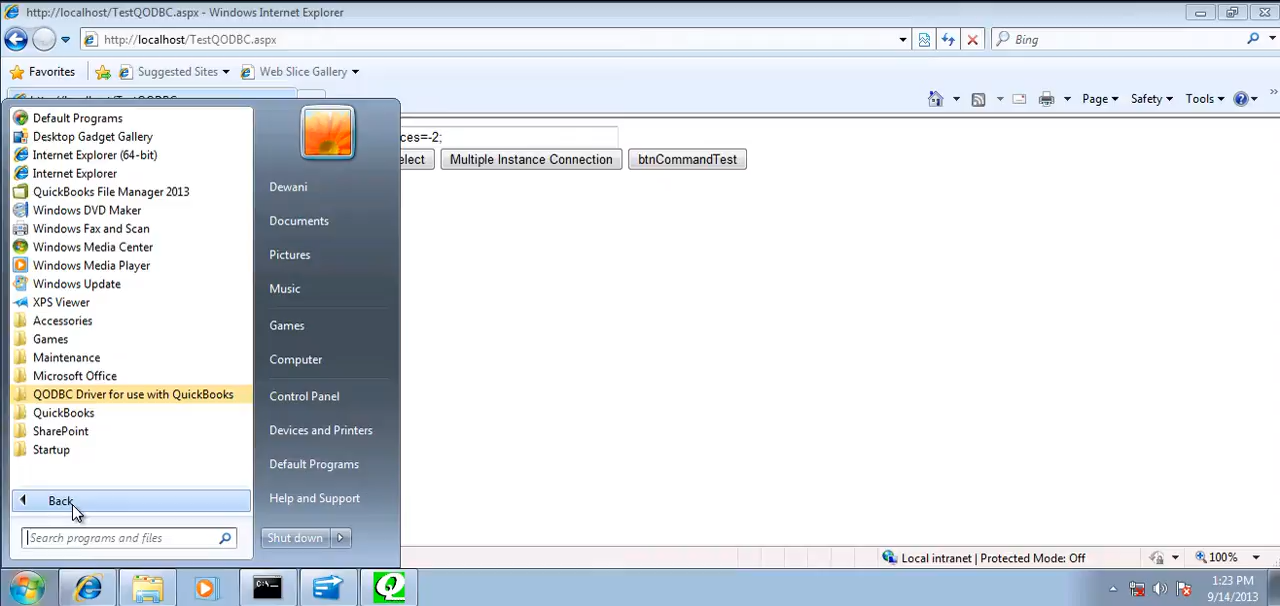 http://localhost/TestQODBC.aspx - Windows Internet Explorer
http://localhost/TestQODBC.aspx
Bing
Favorites
Suggested Sites
Web Slice Gallery
Page
Safety
Tools
ces=-2;
lect
Multiple Instance Connection
btnCommandTest
Default Programs
Desktop Gadget Gallery
Internet Explorer (64-bit)
Internet Explorer
QuickBooks File Manager 2013
Windows DVD Maker
Windows Fax and Scan
Windows Media Center
Windows Media Player
Windows Update
XPS Viewer
Accessories
Games
Maintenance
Microsoft Office
QODBC Driver for use with QuickBooks
QuickBooks
SharePoint
Startup
Back
Search programs and files
Dewani
Documents
Pictures
Music
Games
Computer
Control Panel
Devices and Printers
Default Programs
Help and Support
Shut down
Local intranet | Protected Mode: Off
100%
1:23 PM
9/14/2013